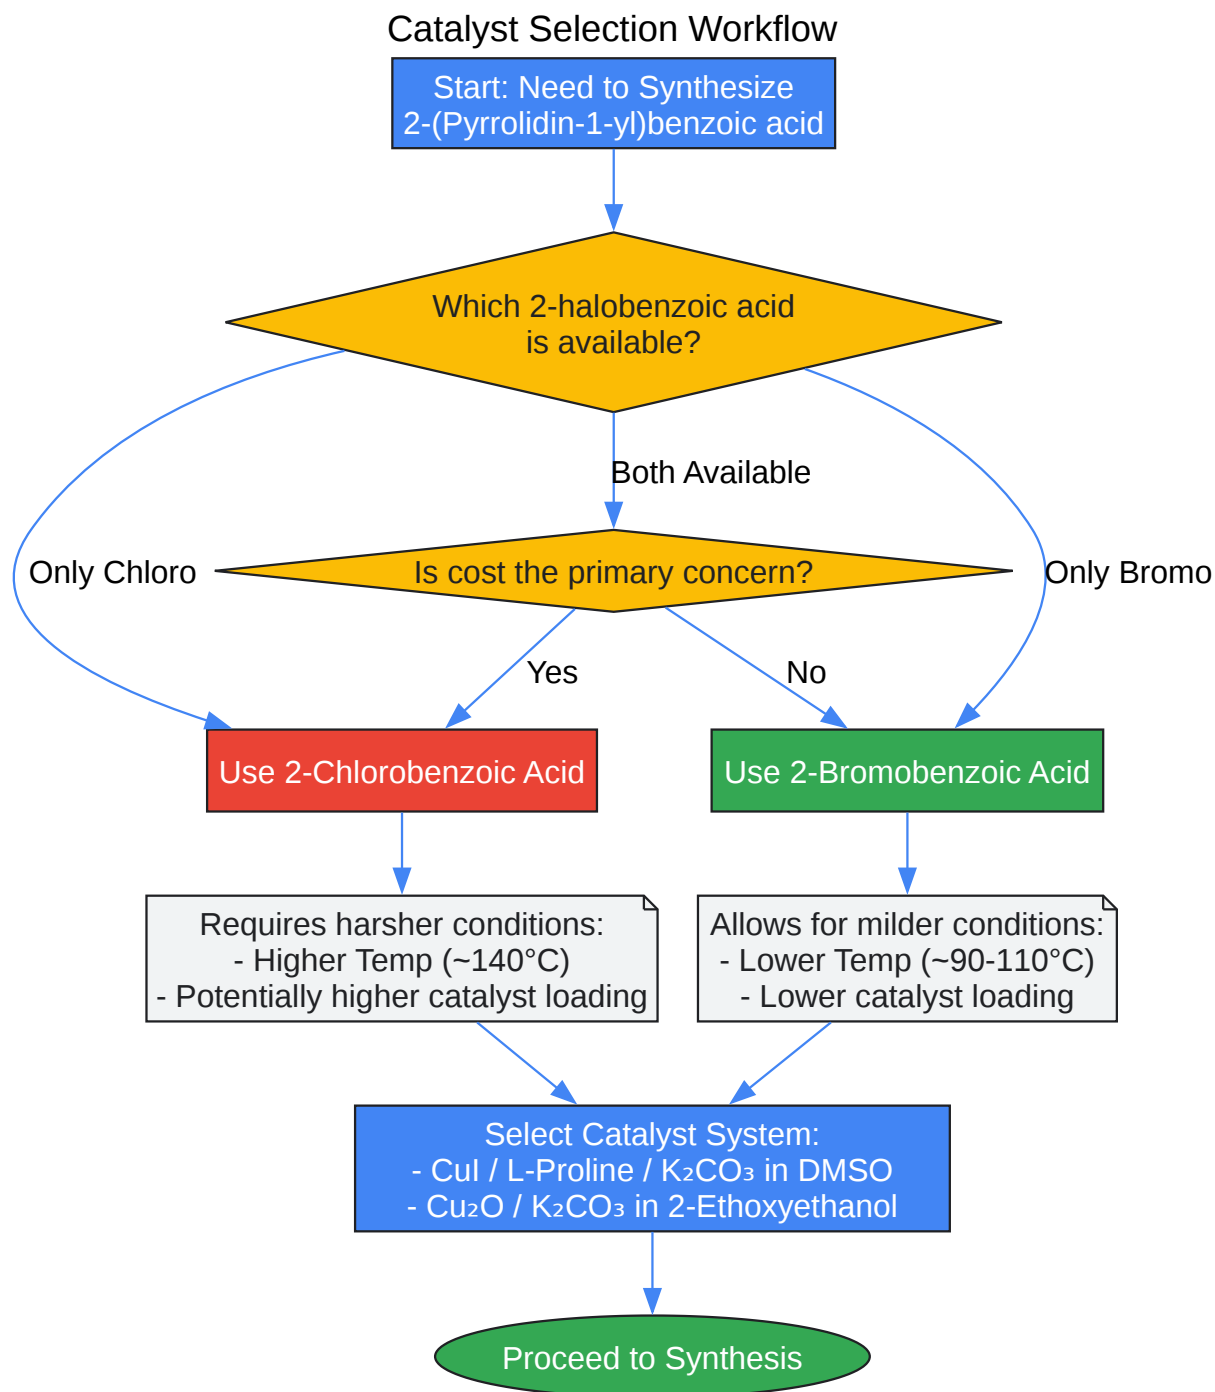 Catalyst Selection Workflow
Start: Need to Synthesize
2-(Pyrrolidin-1-yl)benzoic acid
Which 2-halobenzoic acid
is available?
Both Available
Only Chloro
Is cost the primary concern?
Only Bromo
Yes
No
Use 2-Chlorobenzoic Acid
Use 2-Bromobenzoic Acid
Requires harsher conditions:
- Higher Temp (~140°C)
- Potentially higher catalyst loading
Allows for milder conditions:
- Lower Temp (~90-110°C)
- Lower catalyst loading
Select Catalyst System:
- CuI / L-Proline / K₂CO₃ in DMSO
- Cu₂O / K₂CO₃ in 2-Ethoxyethanol
Proceed to Synthesis